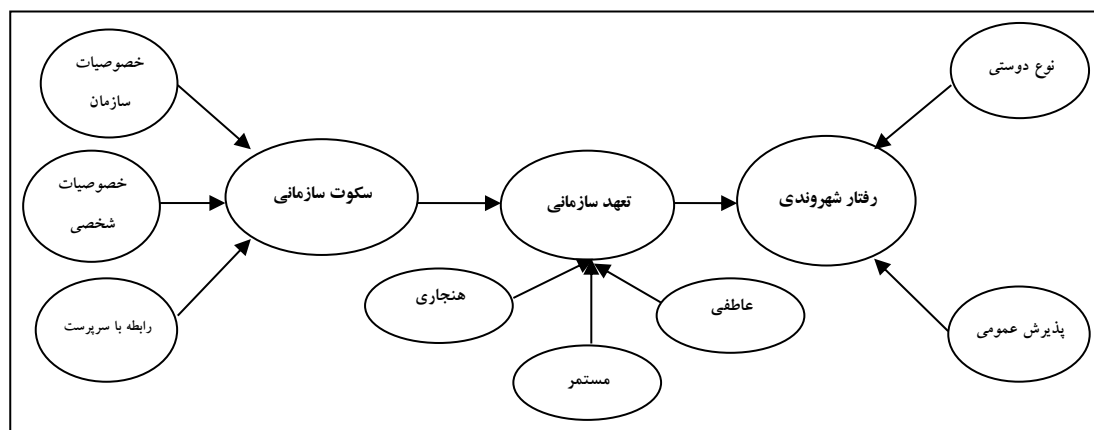 خصوصیات
سازمان
نوع دوستی
خصوصیات
شخصی
سکوت سازمانی
تعهد سازمانی
رفتار شهروندی
هنجاری
عاطفی
رابطه با سرپرست
پذیرش عمومی
مستمر